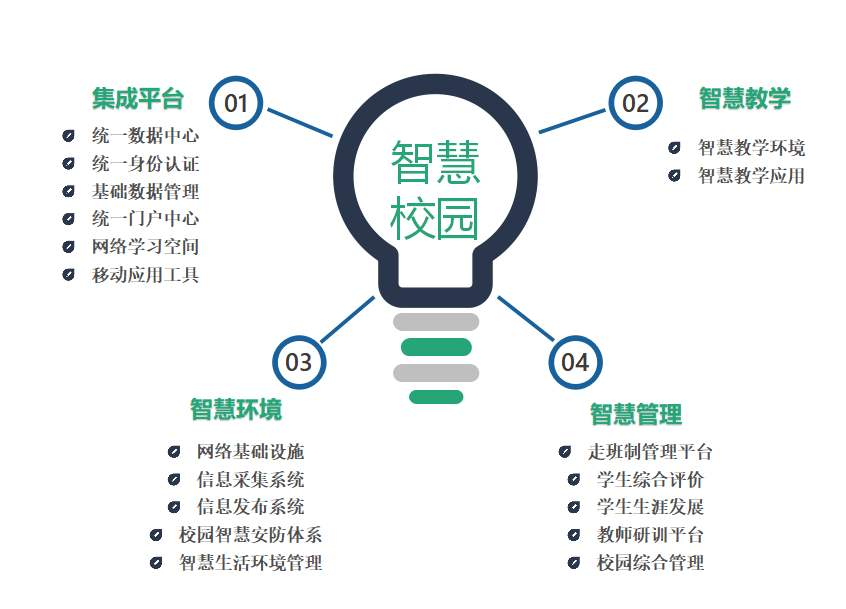 智慧
校园
01
集成平台
统一数据中心
统一身份认证
基础数据管理
统一门户中心
网络学习空间
移动应用工具
02
智慧教学
智慧教学环境
智慧教学应用
03
智慧环境
网络基础设施
信息采集系统
信息发布系统
校园智慧安防体系
智慧生活环境管理
04
智慧管理
走班制管理平台
学生综合评价
学生生涯发展
教师研训平台
校园综合管理